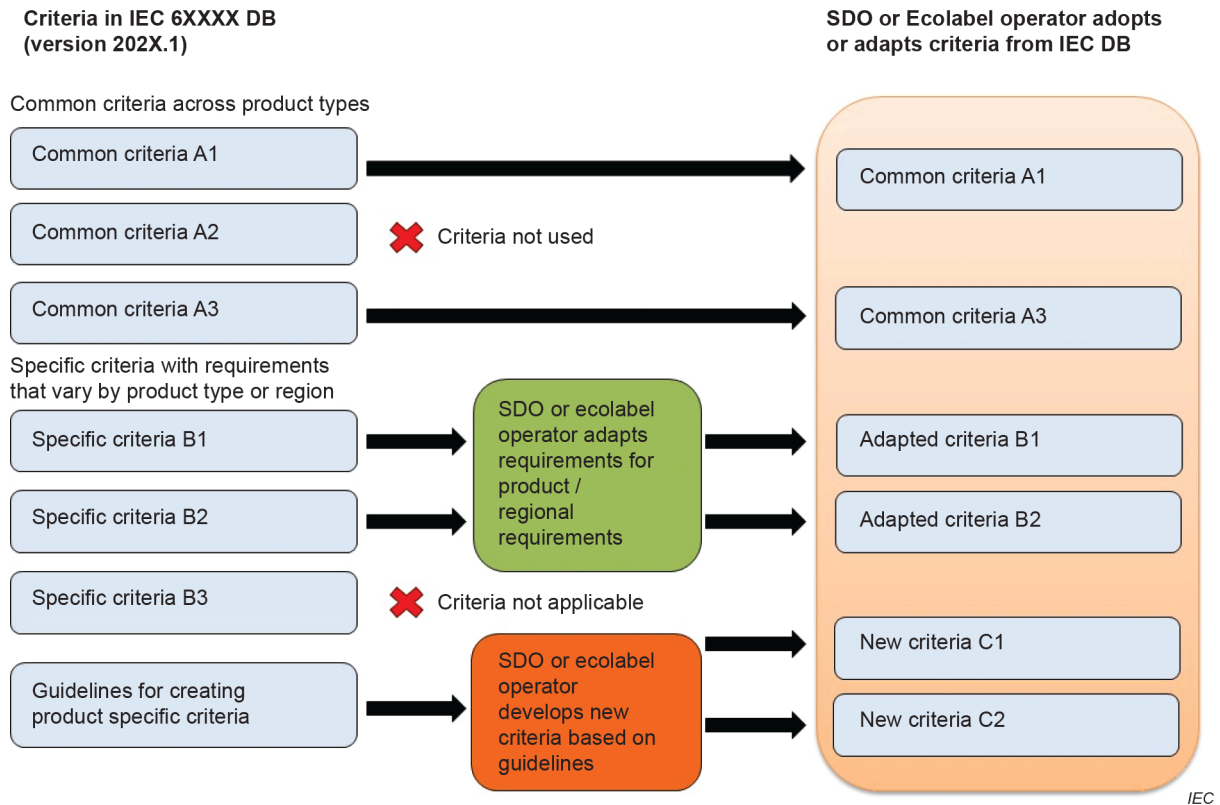 Criteria in IEC 6XXXX DB
(version 202X.1)
SDO or Ecolabel operator adopts
or adapts criteria from IEC DB
Common criteria across product types
Common criteria A1
Common criteria A1
Common criteria A2
Criteria not used
Common criteria A3
Common criteria A3
Specific criteria with requirements
that vary by product type or region
Specific criteria B1
Specific criteria B2
SDO or ecolabel
operator adapts
requirements for
product /
regional
requirements
Adapted criteria B1
Adapted criteria B2
Specific criteria B3
Criteria not applicable
Guidelines for creating
product specific criteria
SDO or ecolabel
operator
develops new
criteria based on
guidelines
New criteria C1
New criteria C2
IEC